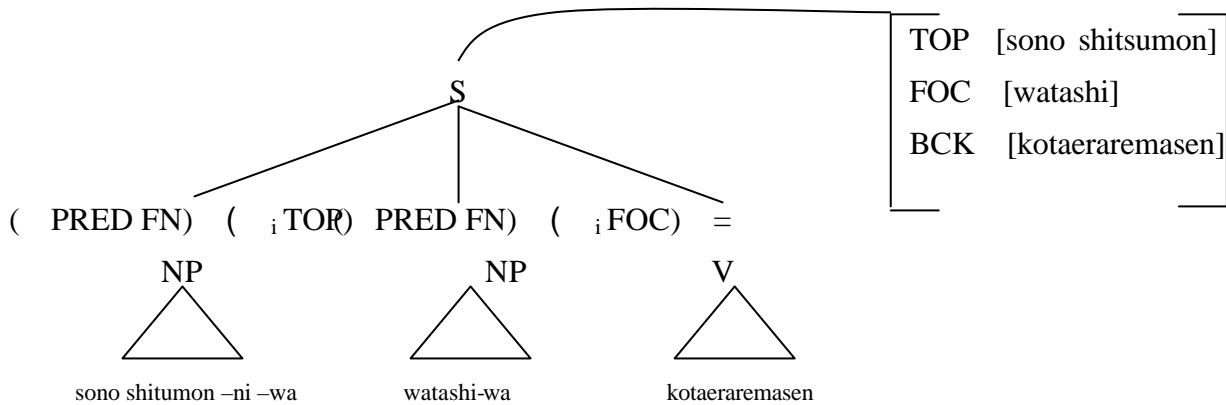 TOP [sono shitsumon]
S
FOC [watashi]
BCK [kotaeraremasen]
( PRED FN) ( i TOP) ( PRED FN) ( i FOC) =
NP NP V
sono shitumon –ni –wa watashi-wa kotaeraremasen